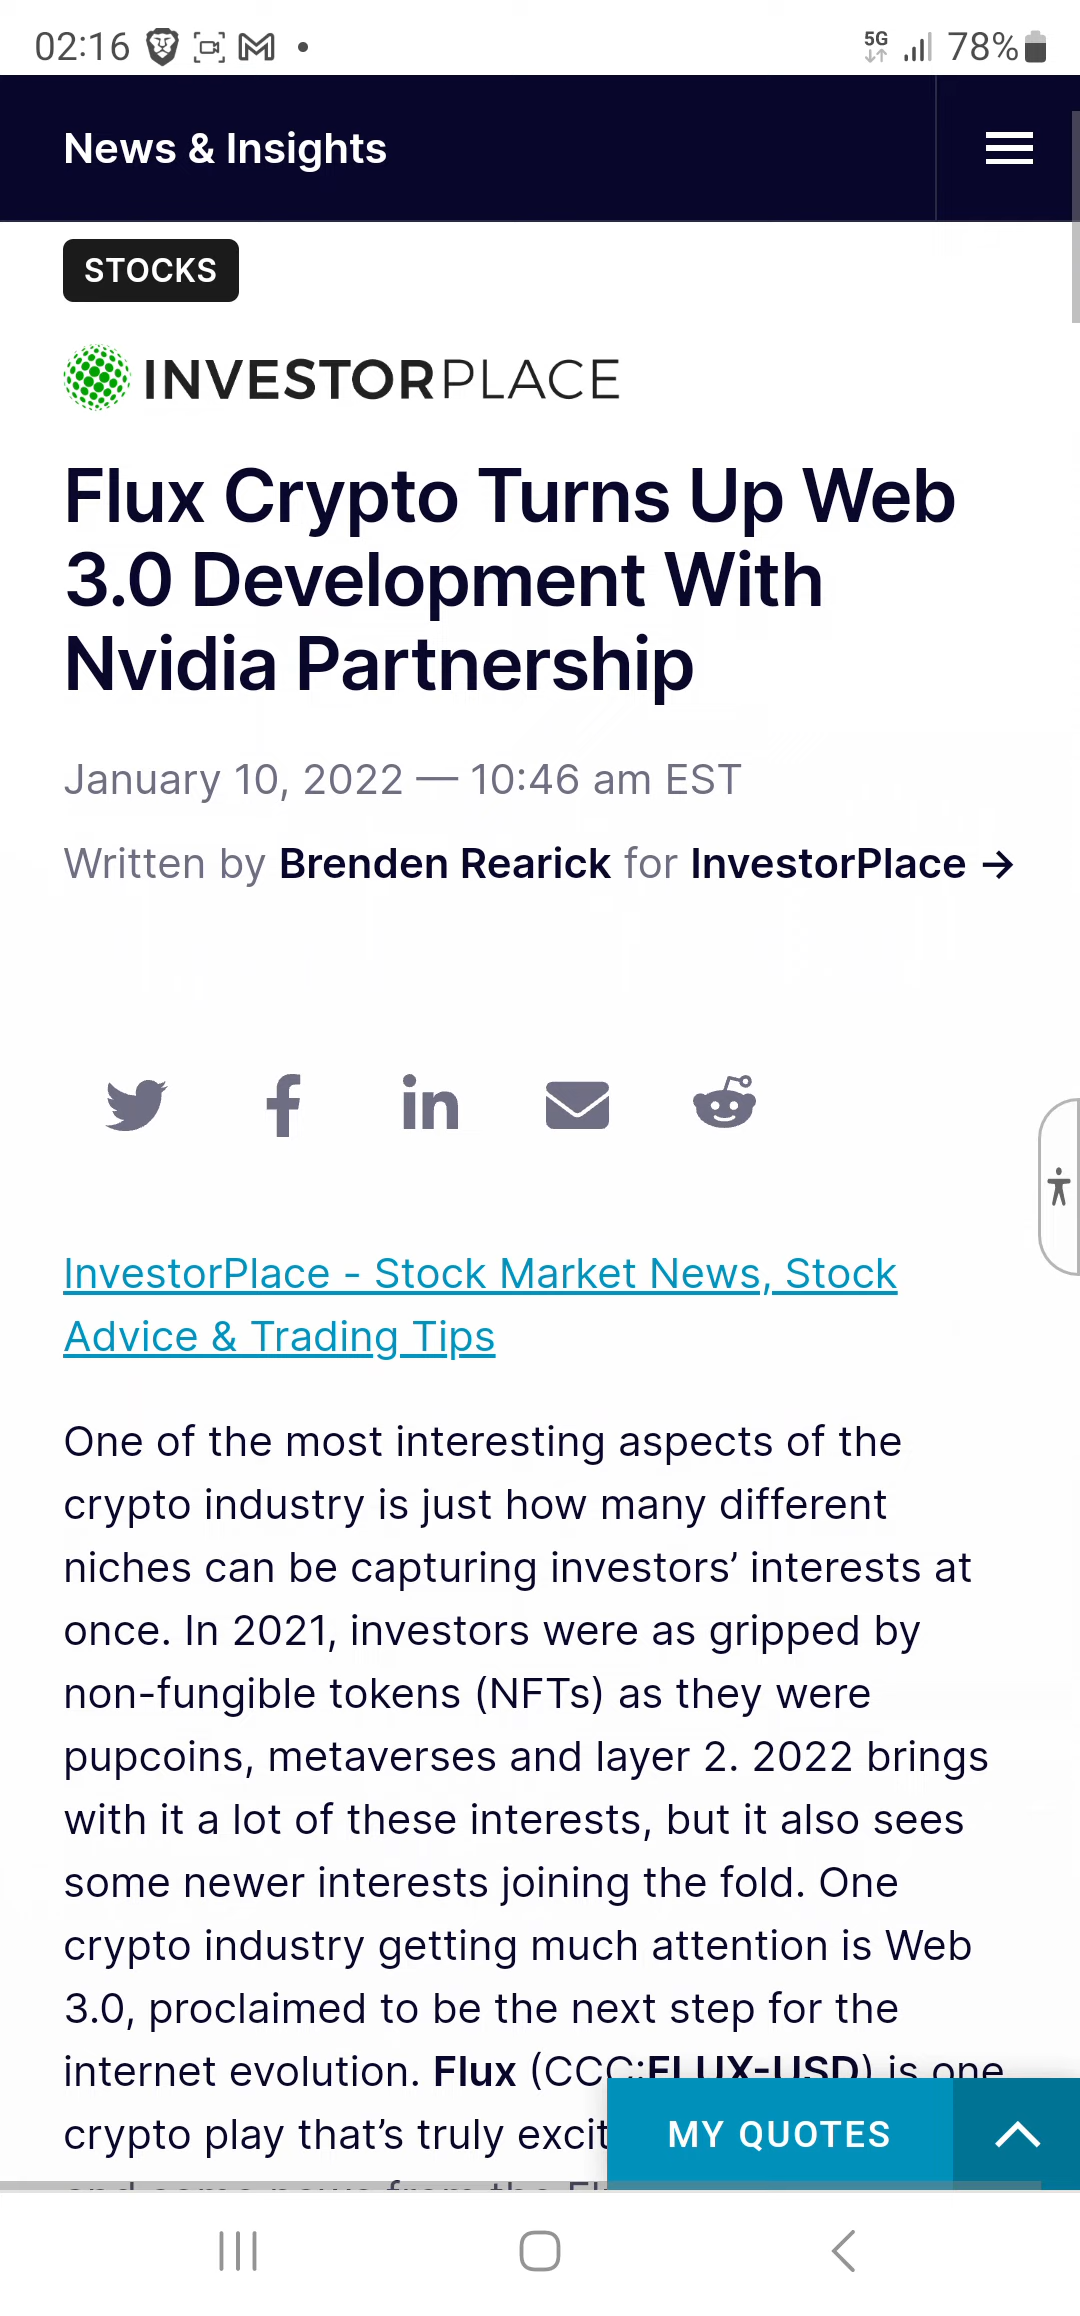 02:16
5G
78%
News & Insights
STOCKS
INVESTORPLACE
Flux Crypto Turns Up Web
3.0 Development With
Nvidia Partnership
January 10, 2022 — 10:46 am EST
Written by Brenden Rearick for InvestorPlace →
InvestorPlace - Stock Market News, Stock
Advice & Trading Tips
One of the most interesting aspects of the
crypto industry is just how many different
niches can be capturing investors’ interests at
once. In 2021, investors were as gripped by
non-fungible tokens (NFTs) as they were
pupcoins, metaverses and layer 2. 2022 brings
with it a lot of these interests, but it also sees
some newer interests joining the fold. One
crypto industry getting much attention is Web
3.0, proclaimed to be the next step for the
internet evolution. Flux (CCC:FLUX-USD) is one
crypto play that’s truly excit
MY QUOTES
and some news from the